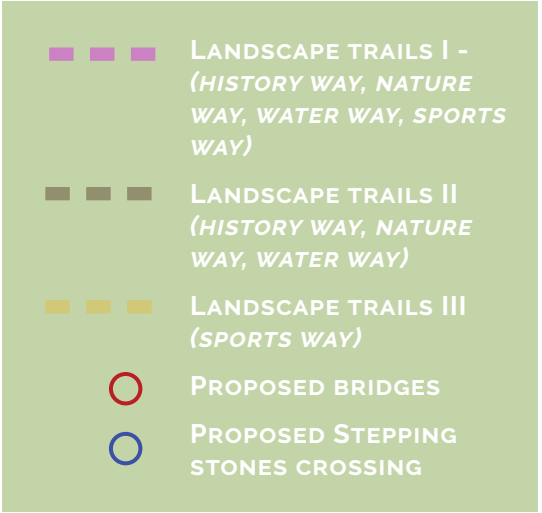 Landscape trails I -
(history way, nature
way, water way, sports
way)
Landscape trails II
(history way, nature
way, water way)
Landscape trails III
(sports way)
Proposed bridges
Proposed Stepping
stones crossing